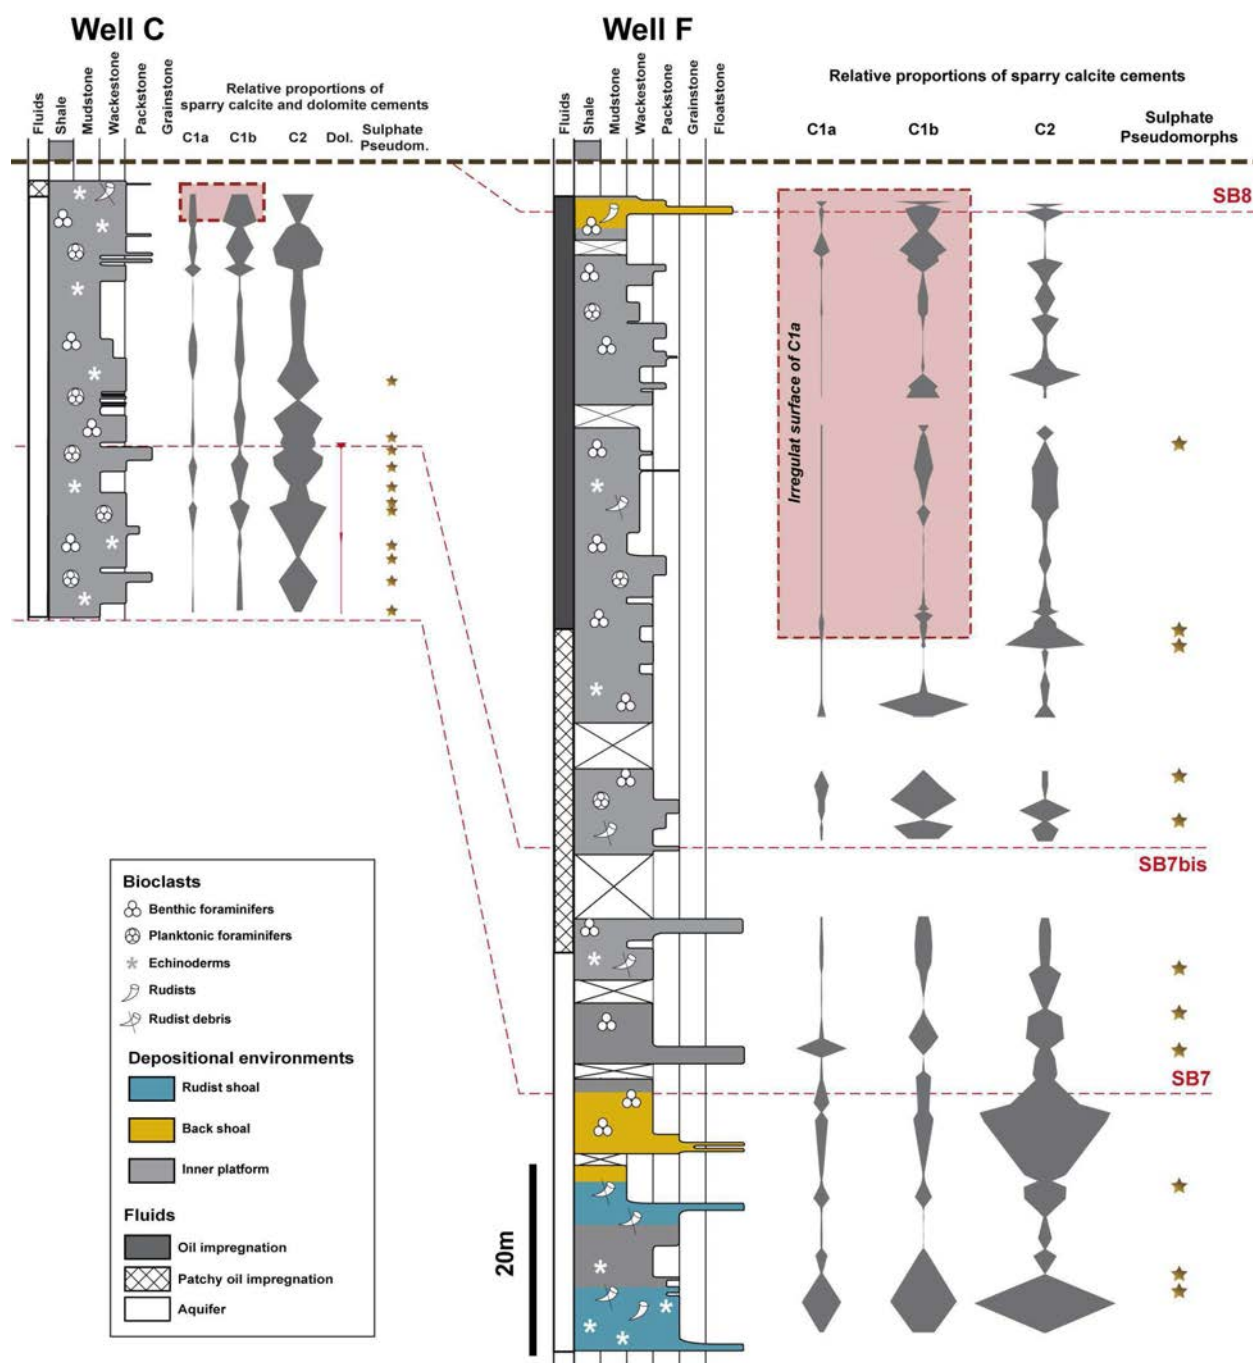 Well C
Well F
Fluids
Shale
Mudstone
Wackestone
Packstone
Grainstone
Relative proportions of
sparry calcite and dolomite cements
C1a
C1b
C2
Dol.
Sulphate
Pseudom.
Fluids
Shale
Mudstone
Wackestone
Packstone
Grainstone
Floatstone
Relative proportions of sparry calcite cements
C1a
C1b
C2
Sulphate
Pseudomorphs
SB8
Irregulat surface of C1a
SB7bis
SB7
20m
Bioclasts
Benthic foraminifers
Planktonic foraminifers
Echinoderms
Rudists
Rudist debris
Depositional environments
Rudist shoal
Back shoal
Inner platform
Fluids
Oil impregnation
Patchy oil impregnation
Aquifer